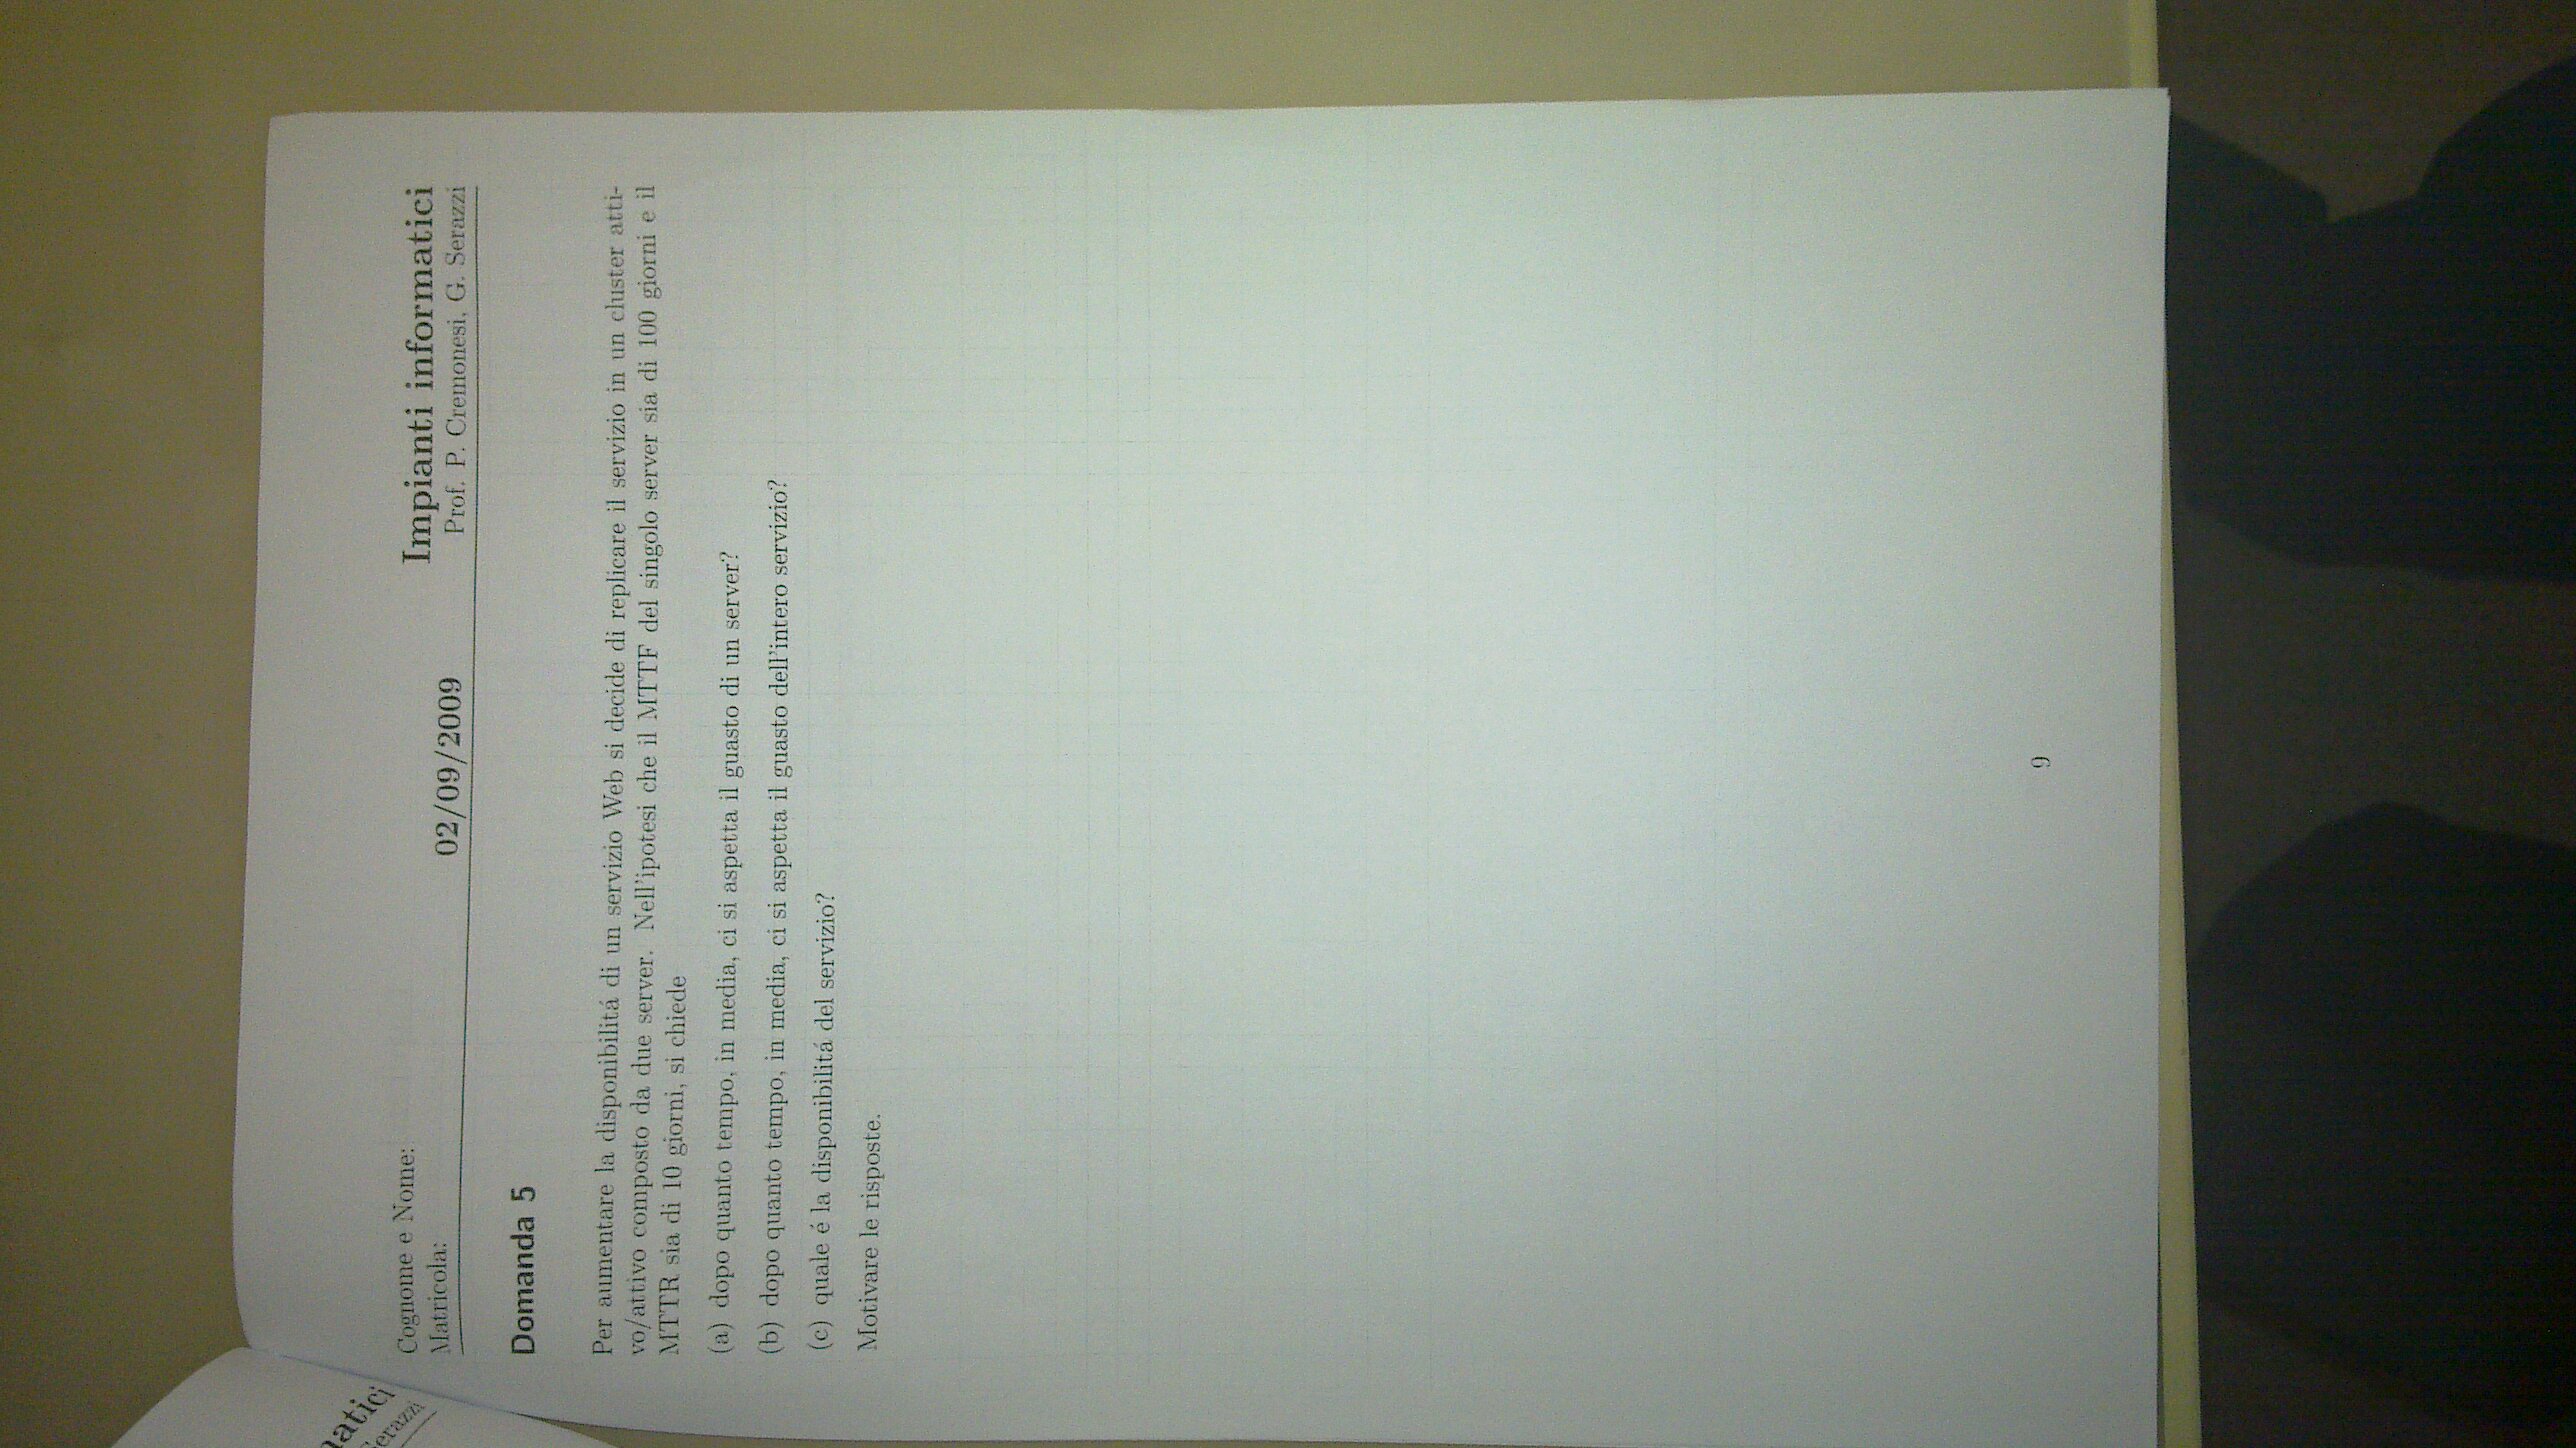 Cognome e Nome:
Matricola:
02/09/2009
Impianti informatici
Prof. P. Cremonesi, G. Serazzi
Domanda 5
Per aumentare la disponibilitá di un servizio Web si decide di replicare il servizio in un cluster atti-
vo/attivo composto da due server. Nell'ipotesi che il MTTF del singolo server sia di 100 giorni e il
MTTR sia di 10 giorni, si chiede
(a) dopo quanto tempo, in media, ci si aspetta il guasto di un server?
(b) dopo quanto tempo, in media, ci si aspetta il guasto dell'intero servizio?
(c) quale é la disponibilitá del servizio?
Motivare le risposte.
9
matici
Serazzi